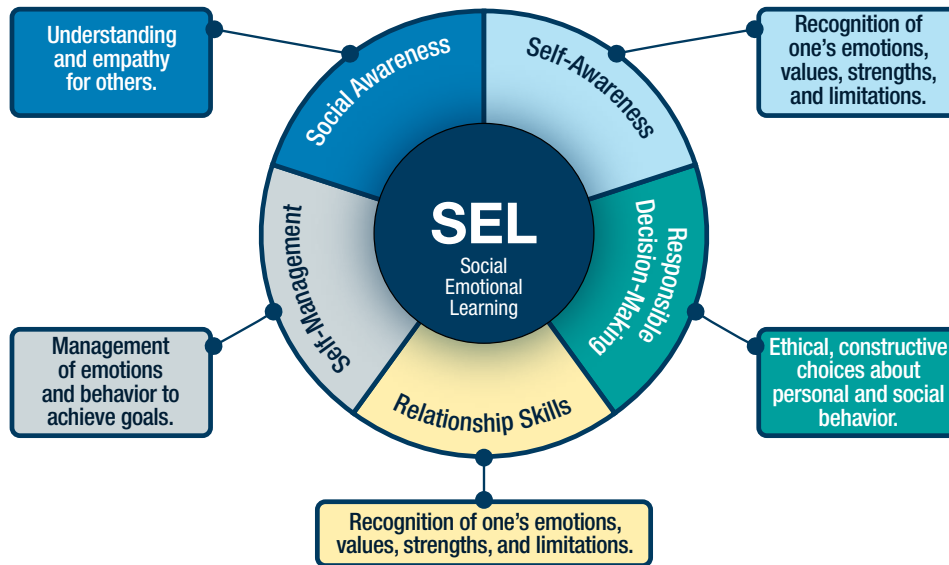 Understanding
and empathy
for others.
Social Awareness
Self-Awareness
Recognition of
one’s emotions,
values, strengths,
and limitations.
SEL
Social
Emotional
Learning
Self-Management
Responsible
Decision-Making
Relationship Skills
Management
of emotions
and behavior to
achieve goals.
Ethical, constructive
choices about
personal and social
behavior.
Recognition of one’s emotions,
values, strengths, and limitations.